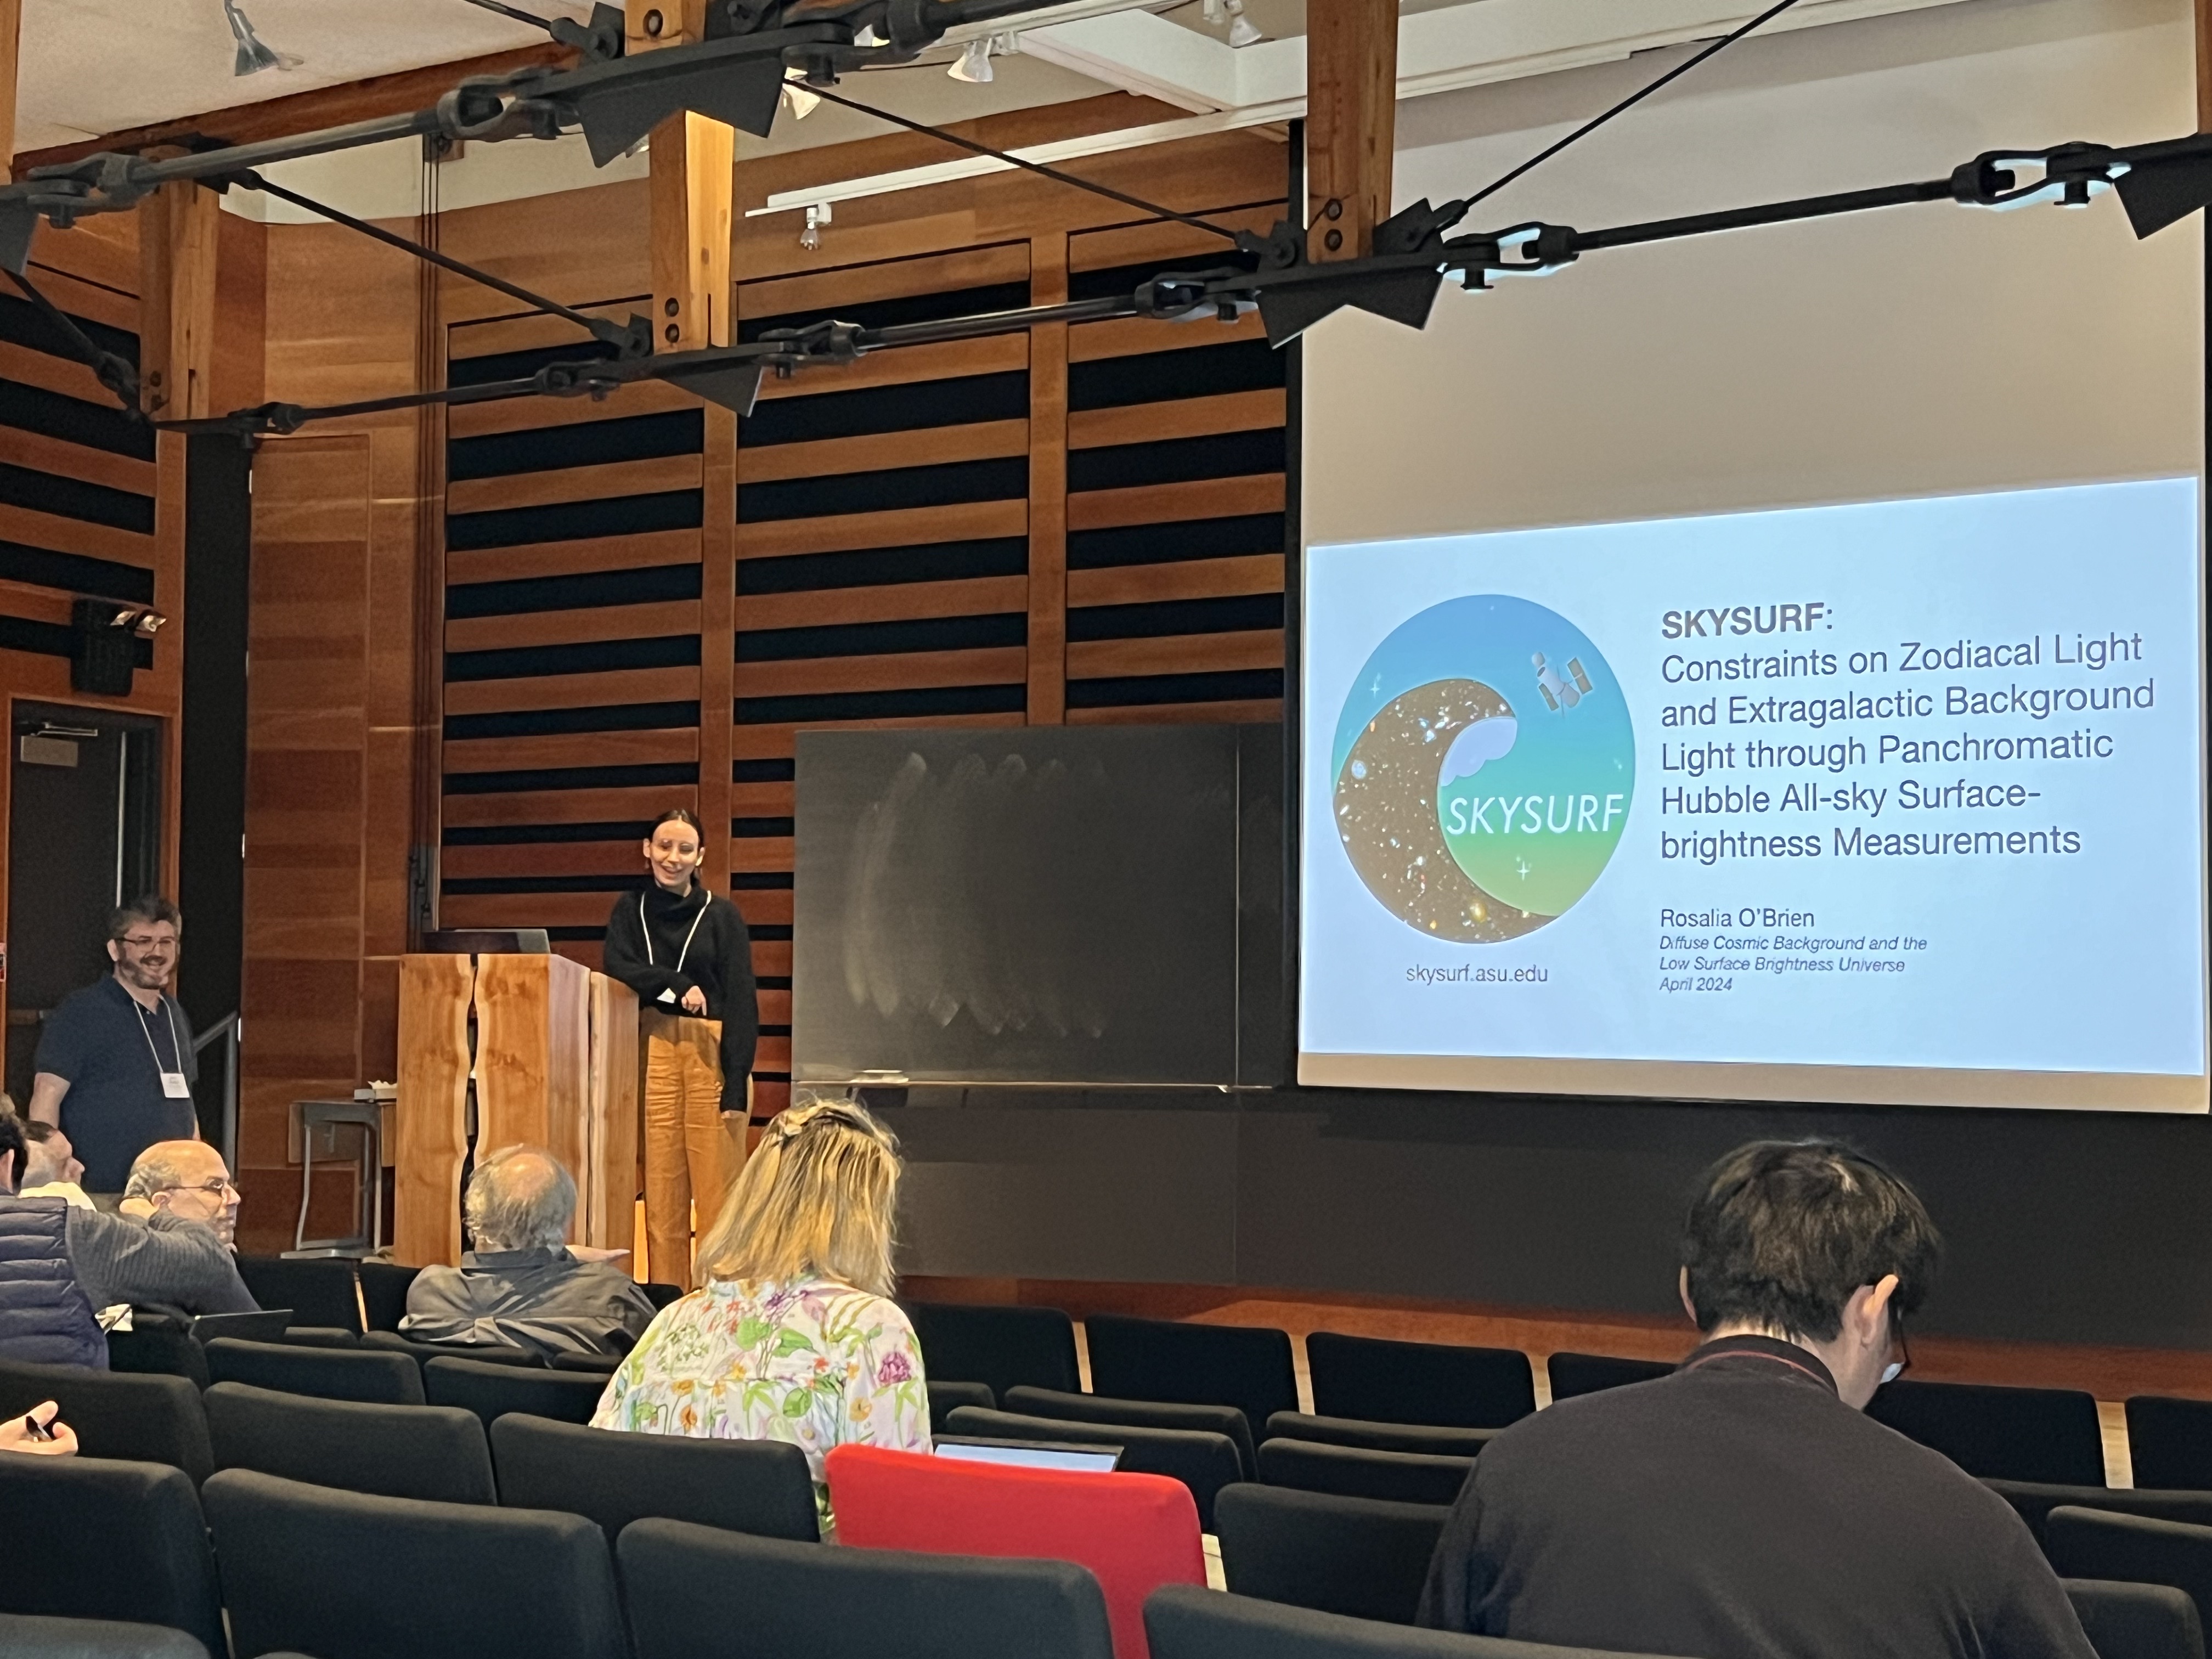 SKYSURF
skysurf.asu.edu
SKYSURF:
Constraints on Zodiacal Light
and Extragalactic Background
Light through Panchromatic
Hubble All-sky Surface-
brightness Measurements
Rosalia O'Brien
Diffuse Cosmic Background and the
Low Surface Brightness Universe
April 2024